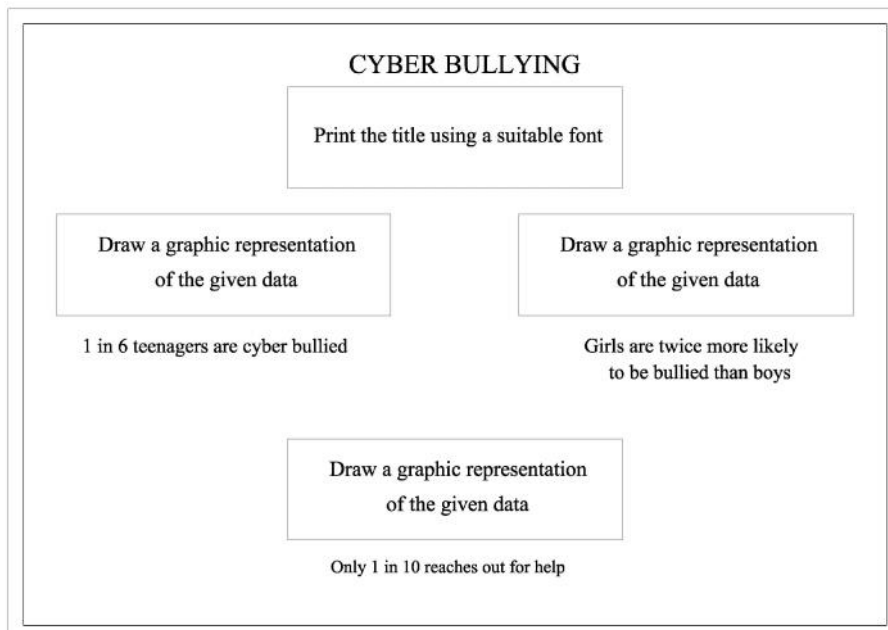 CYBER BULLYING
Print the title using a suitable font
Draw a graphic representation
of the given data
1 in 6 teenagers are cyber bullied
Draw a graphic representation
of the given data
Girls are twice more likely
to be bullied than boys
Draw a graphic representation
of the given data
Only 1 in 10 reaches out for help